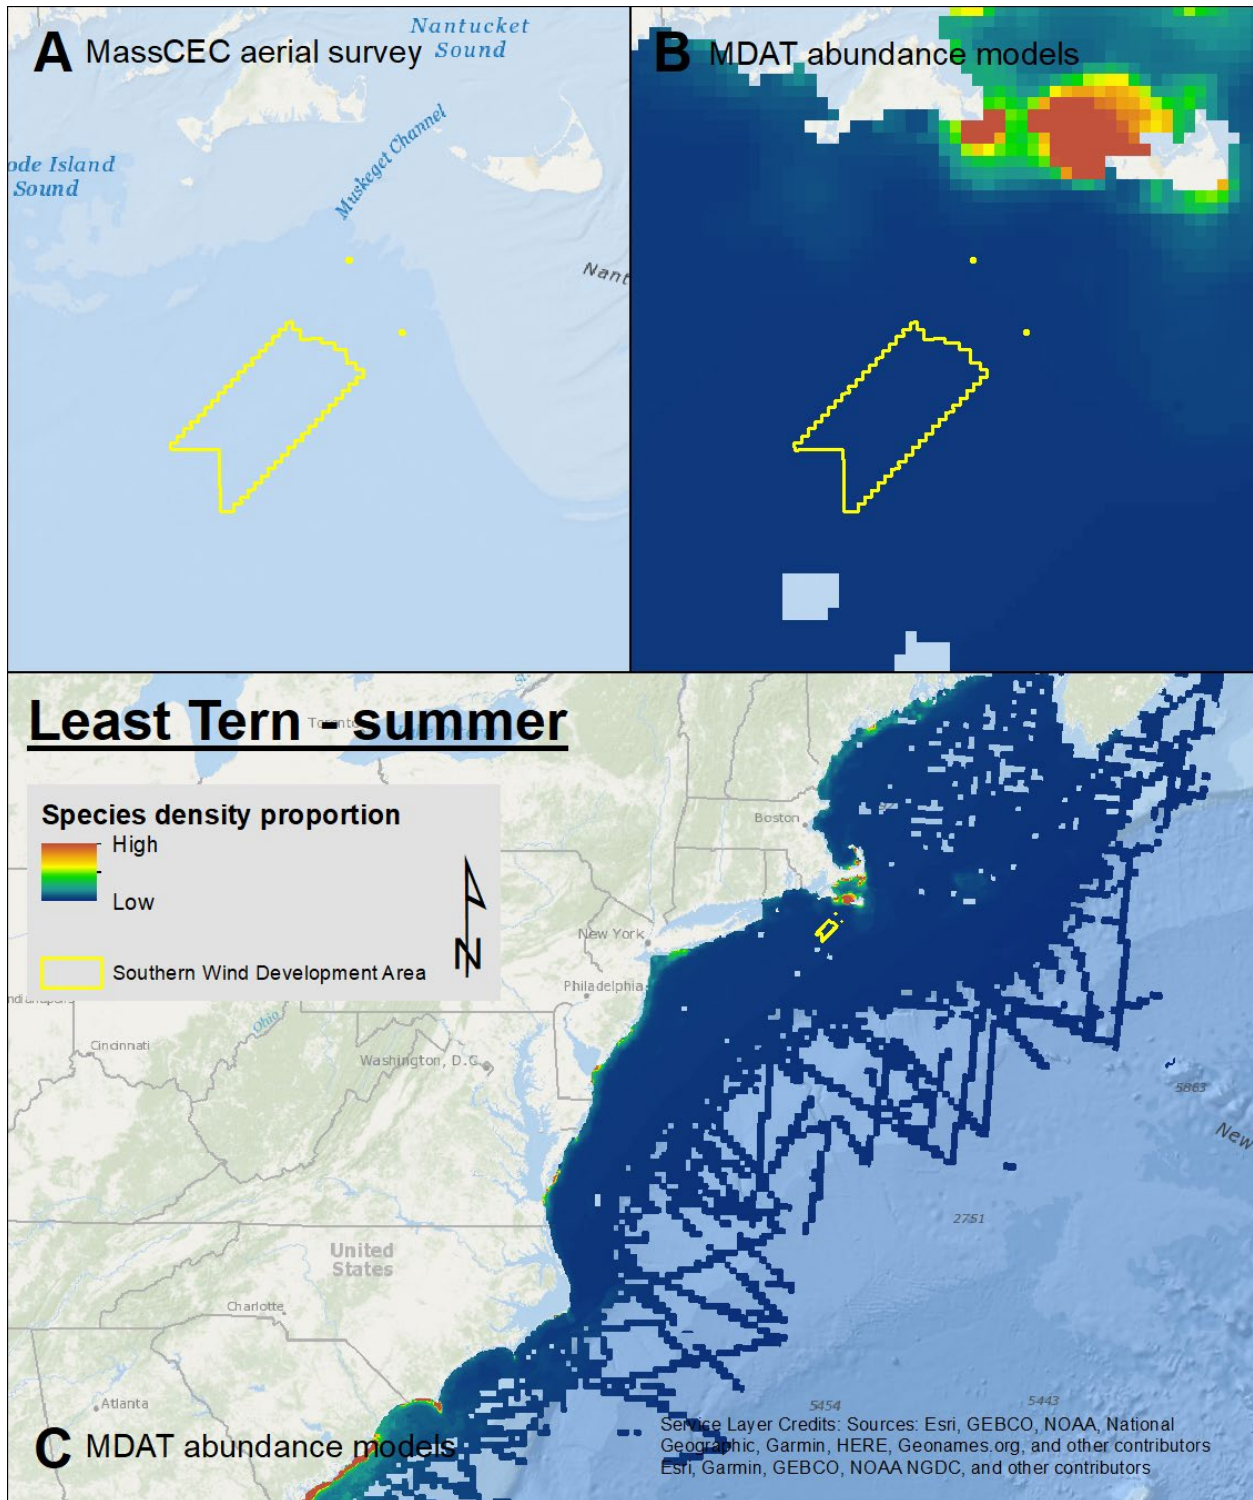 A MassCEC aerial survey
Nantucket
Sound
ode Island
Sound
Muskeget Channel
Nant
B MDAT abundance models
Least Tern - summer
Toronto
Species density proportion
High
Low
N
Southern Wind Development Area
Boston
New York
Philadelphia
Ohio
Cincinnati
Washington, D.C.
5863
New
2751
United
States
Charlotte
Atlanta
5454
5443
C MDAT abundance models
Service Layer Credits: Sources: Esri, GEBCO, NOAA, National
Geographic, Garmin, HERE, Geonames.org, and other contributors
Esri, Garmin, GEBCO, NOAA NGDC, and other contributors